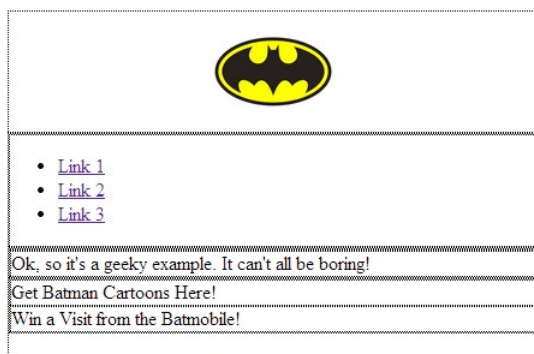 Link 1
Link 2
Link 3
Ok, so it's a geeky example. It can't all be boring!
Get Batman Cartoons Here!
Win a Visit from the Batmobile!